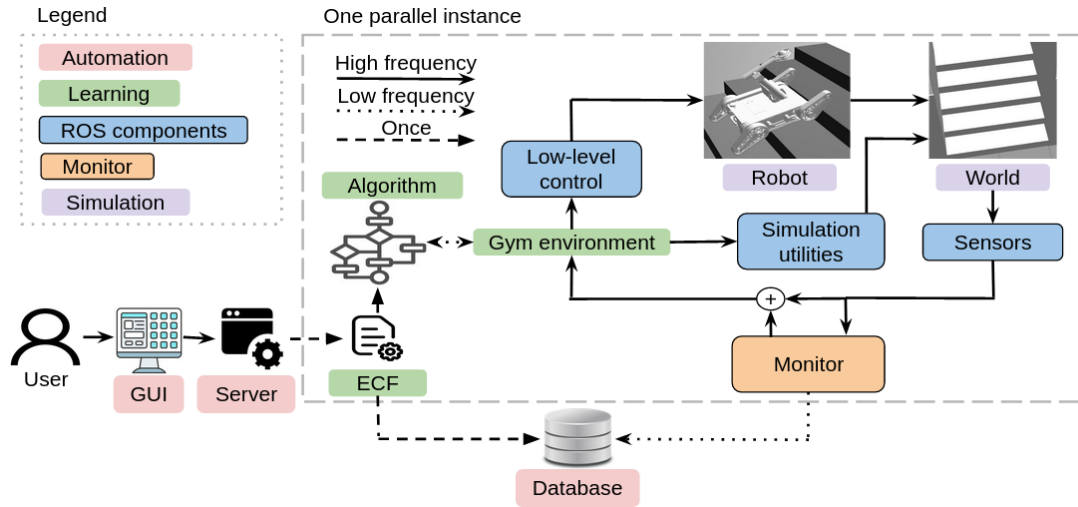 Legend
Automation
Learning
ROS components
Monitor
Simulation
One parallel instance
High frequency
Low frequency
Once
Algorithm
Low-level
control
Robot
World
Gym environment
Simulation
utilities
Sensors
+
Monitor
User
GUI
Server
ECF
Database